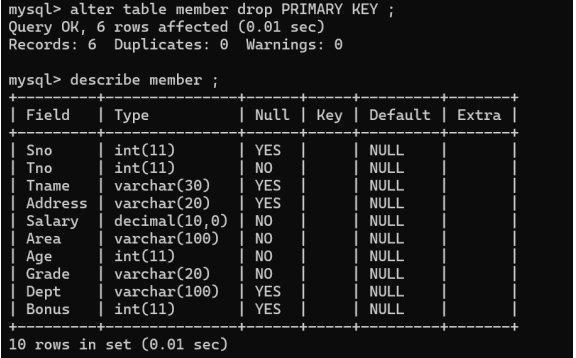 mysql> alter table member drop PRIMARY KEY ;
Query OK, 6 rows affected (0.01 sec)
Records: 6  Duplicates: 0  Warnings: 0

mysql> describe member ;
+---------+---------------+------+-----+---------+-------+
| Field   | Type          | Null | Key | Default | Extra |
+---------+---------------+------+-----+---------+-------+
| Sno     | int(11)       | YES  |     | NULL    |       |
| Tno     | int(11)       | NO   |     | NULL    |       |
| Tname   | varchar(30)   | YES  |     | NULL    |       |
| Address | varchar(20)   | YES  |     | NULL    |       |
| Salary  | decimal(10,0) | NO   |     | NULL    |       |
| Area    | varchar(100)  | NO   |     | NULL    |       |
| Age     | int(11)       | NO   |     | NULL    |       |
| Grade   | varchar(20)   | NO   |     | NULL    |       |
| Dept    | varchar(100)  | YES  |     | NULL    |       |
| Bonus   | int(11)       | YES  |     | NULL    |       |
+---------+---------------+------+-----+---------+-------+
10 rows in set (0.01 sec)